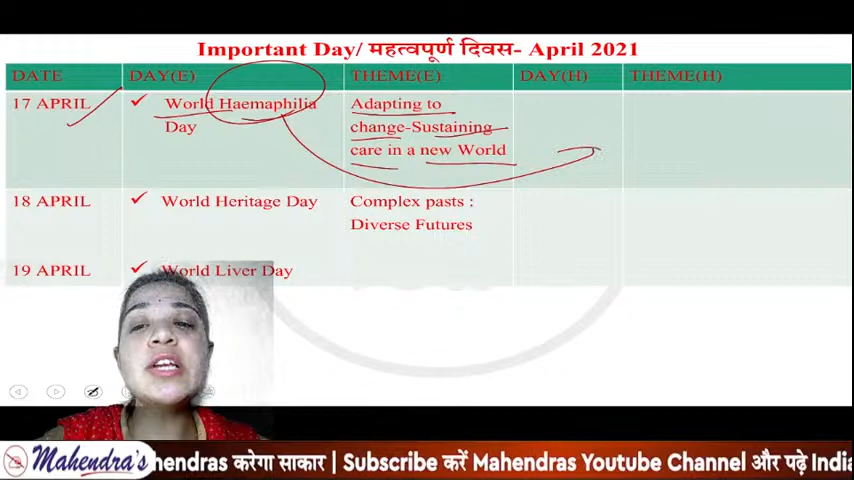 Important Day/ महत्वपूर्ण दिवस- April 2021
DATE DAY(E) THEME(E) DAY(H) THEME(H)
17 APRIL ✓ World Haemaphilia Day Adapting to change-Sustaining care in a new World
18 APRIL ✓ World Heritage Day Complex pasts : Diverse Futures
19 APRIL ✓ World Liver Day
Mahendra's hendras करेगा साकार | Subscribe करें Mahendras Youtube Channel और पढ़े India